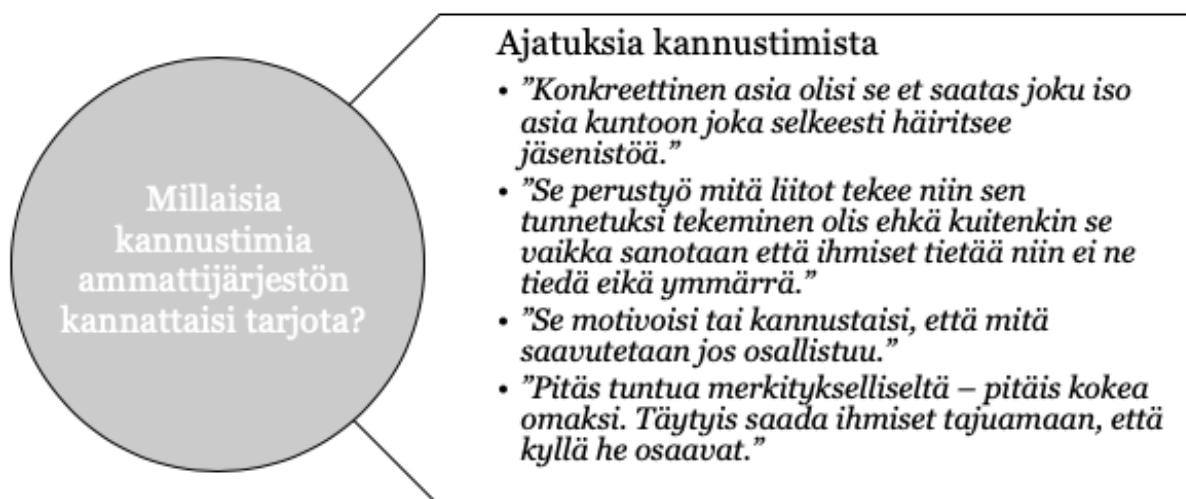 Millaisia
kannustimia
ammattijärjestön
kannattaisi tarjota?
Ajatuksia kannustimista
• ”Konkreettinen asia olisi se et saatas joku iso
asia kuntoon joka selkeesti häiritsee
jäsenistöä.”
• ”Se perustyö mitä liitot tekee niin sen
tunnetuksi tekeminen olis ehkä kuitenkin se
vaikka sanotaan että ihmiset tietää niin ei ne
tiedä eikä ymmärrä.”
• ”Se motivoisi tai kannustaisi, että mitä
saavutetaan jos osallistuu.”
• ”Pitäs tuntua merkitykselliseltä – pitäis kokea
omaksi. Täytyis saada ihmiset tajuamaan, että
kyllä he osaavat.”